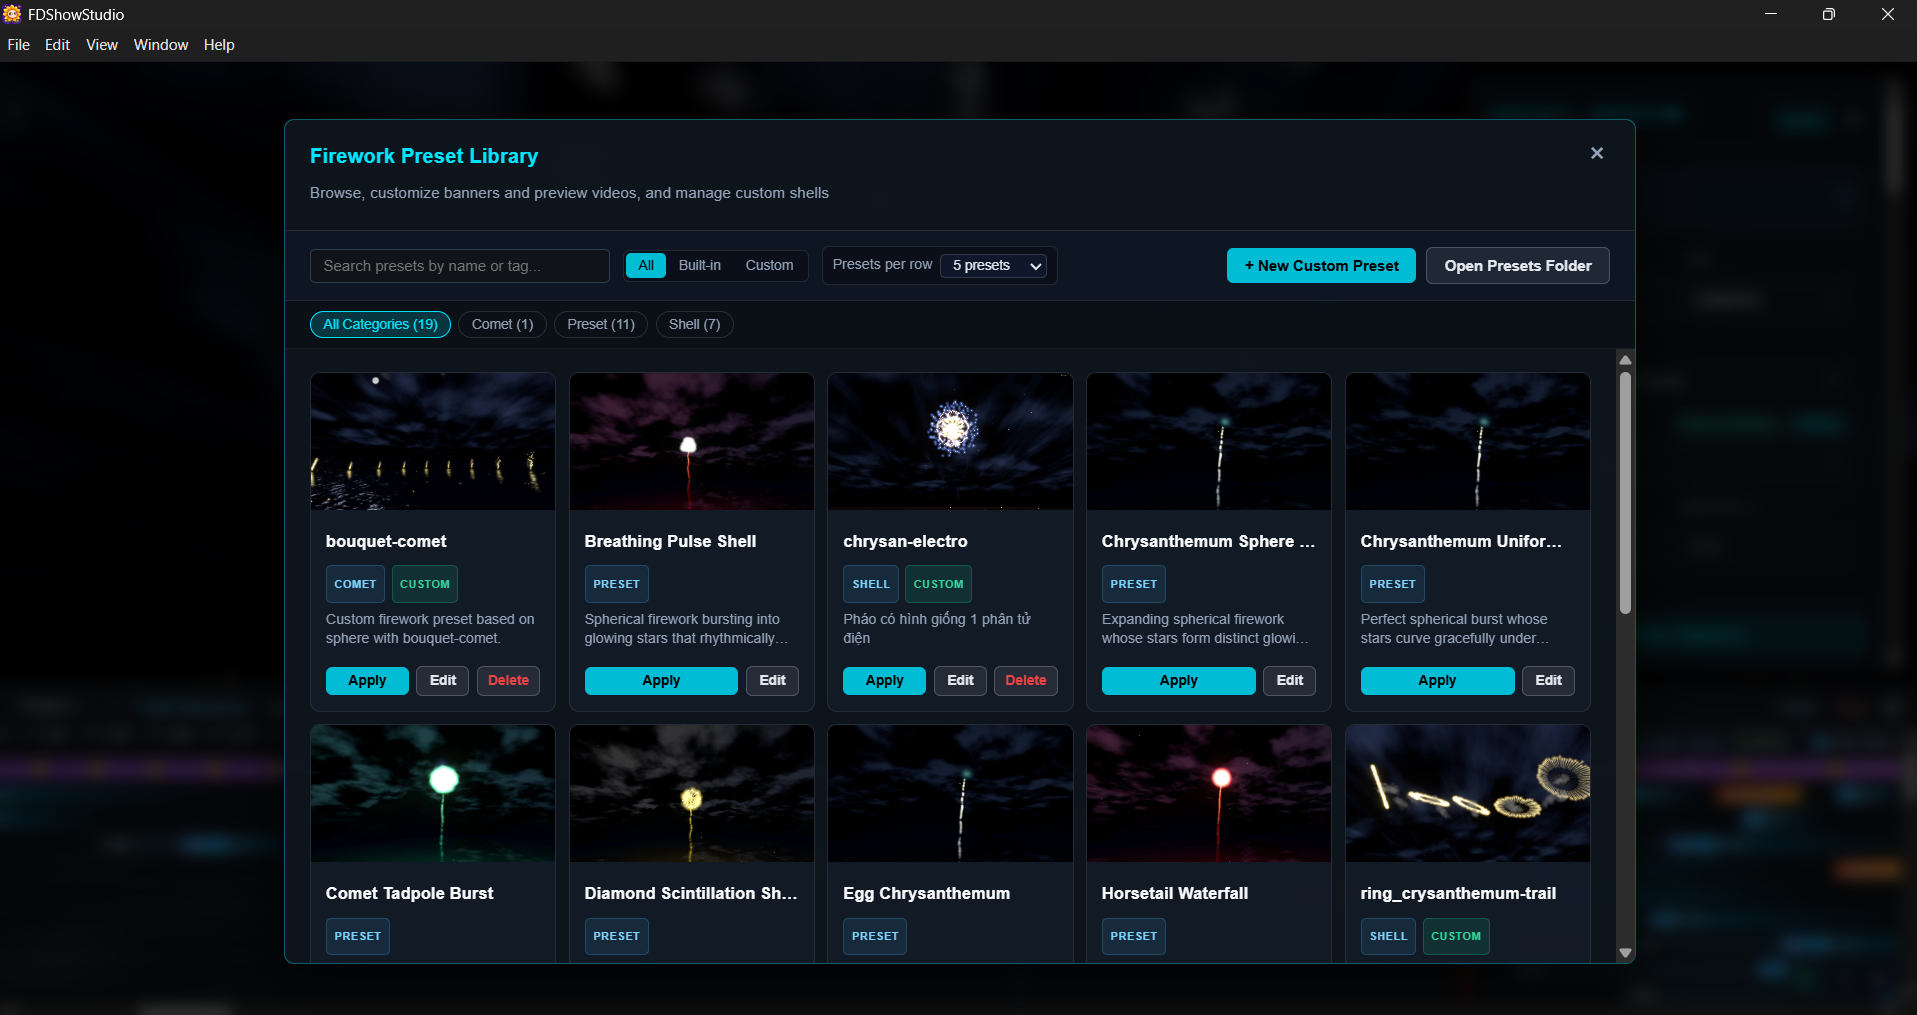 FDShowStudio
File Edit View Window Help
Firework Preset Library
Browse, customize banners and preview videos, and manage custom shells
Search presets by name or tag...
All Built-in Custom
Presets per row 5 presets
+ New Custom Preset
Open Presets Folder
All Categories (19) Comet (1) Preset (11) Shell (7)
bouquet-comet
COMET CUSTOM
Custom firework preset based on
sphere with bouquet-comet.
Apply Edit Delete
Breathing Pulse Shell
PRESET
Spherical firework bursting into
glowing stars that rhythmically...
Apply Edit
chrysan-electro
SHELL CUSTOM
Pháo có hình giống 1 phân tử
điện
Apply Edit Delete
Chrysanthemum Sphere ...
PRESET
Expanding spherical firework
whose stars form distinct glowi...
Apply Edit
Chrysanthemum Unifor...
PRESET
Perfect spherical burst whose
stars curve gracefully under...
Apply Edit
Comet Tadpole Burst
PRESET
Diamond Scintillation Sh...
PRESET
Egg Chrysanthemum
PRESET
Horsetail Waterfall
PRESET
ring_crysanthemum-trail
SHELL CUSTOM